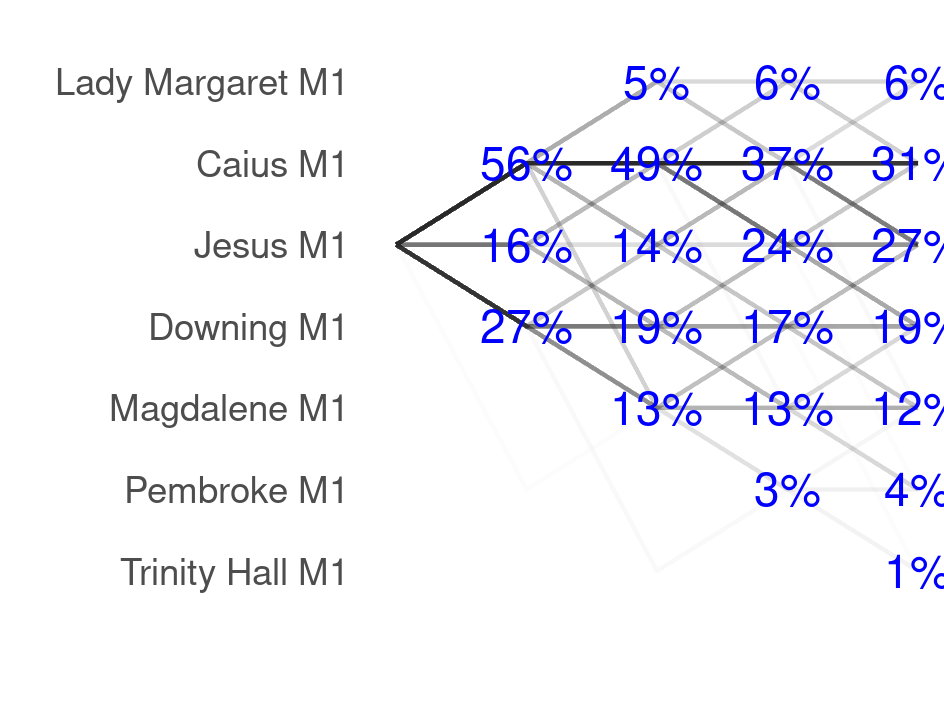 Lady Margaret M1 5% 6% 6%
Caius M1 56% 49% 37% 31%
Jesus M1 16% 14% 24% 27%
Downing M1 27% 19% 17% 19%
Magdalene M1 13% 13% 12%
Pembroke M1 3% 4%
Trinity Hall M1 1%